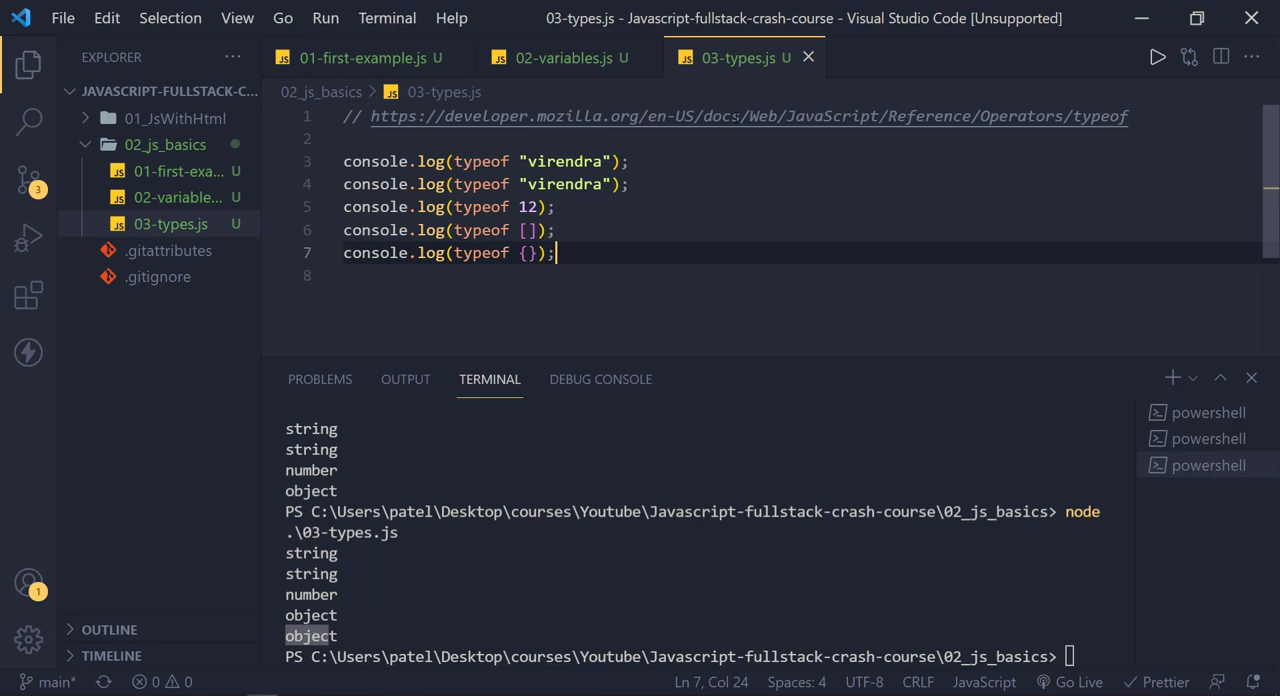 File Edit Selection View Go Run Terminal Help 03-types.js - Javascript-fullstack-crash-course - Visual Studio Code [Unsupported]
EXPLORER ···
01-first-example.js U 02-variables.js U 03-types.js U
JAVASCRIPT-FULLSTACK-C...
01_JsWithHtml
02_js_basics
01-first-exa... U
02-variable... U
03-types.js U
.gitattributes
.gitignore
OUTLINE
TIMELINE
3
1
02_js_basics > 03-types.js
1 // https://developer.mozilla.org/en-US/docs/Web/JavaScript/Reference/Operators/typeof
2
3 console.log(typeof "virendra");
4 console.log(typeof "virendra");
5 console.log(typeof 12);
6 console.log(typeof []);
7 console.log(typeof {});
8
PROBLEMS OUTPUT TERMINAL DEBUG CONSOLE
string
string
number
object
PS C:\Users\patel\Desktop\courses\Youtube\Javascript-fullstack-crash-course\02_js_basics> node
.\03-types.js
string
string
number
object
object
PS C:\Users\patel\Desktop\courses\Youtube\Javascript-fullstack-crash-course\02_js_basics>
powershell
powershell
powershell
main* 0 0 Ln 7, Col 24 Spaces: 4 UTF-8 CRLF JavaScript Go Live Prettier